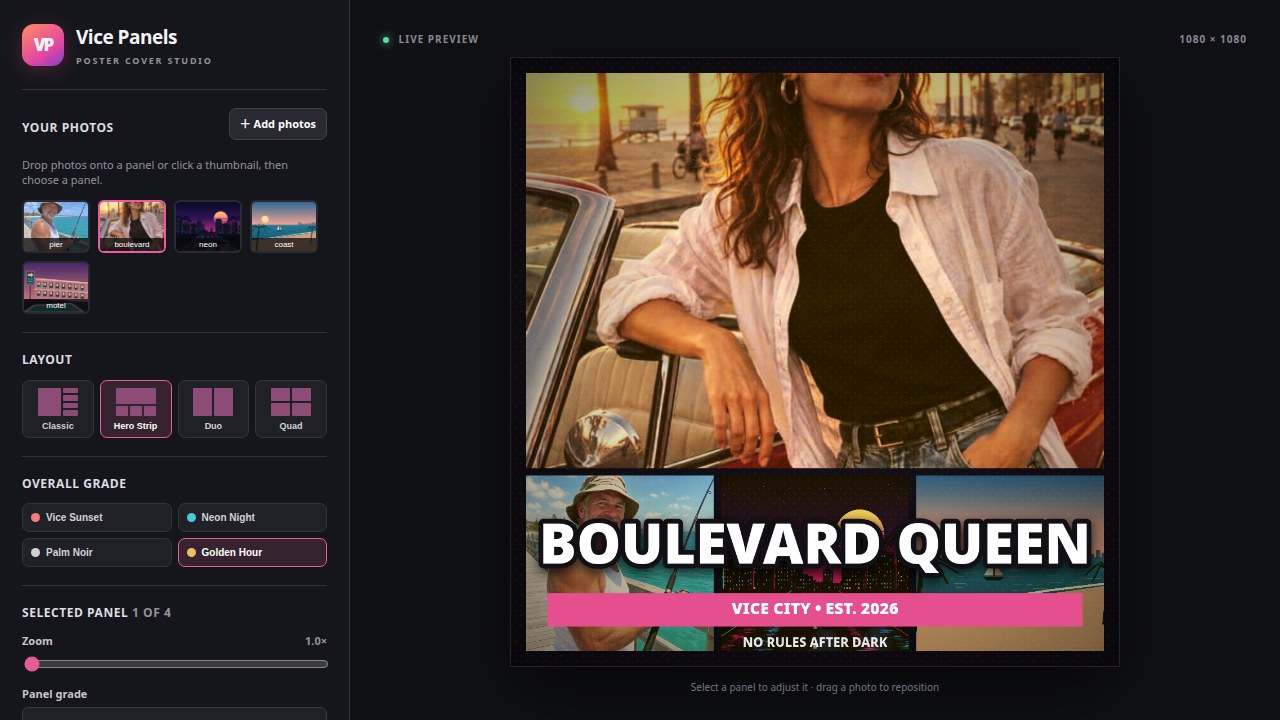 VP
Vice Panels
POSTER COVER STUDIO
YOUR PHOTOS
+ Add photos
Drop photos onto a panel or click a thumbnail, then
choose a panel.
pier
boulevard
neon
coast
motel
LAYOUT
Classic
Hero Strip
Duo
Quad
OVERALL GRADE
Vice Sunset
Neon Night
Palm Noir
Golden Hour
SELECTED PANEL 1 OF 4
Zoom
1.0×
Panel grade
LIVE PREVIEW
1080 × 1080
BOULEVARD QUEEN
VICE CITY • EST. 2026
NO RULES AFTER DARK
Select a panel to adjust it · drag a photo to reposition